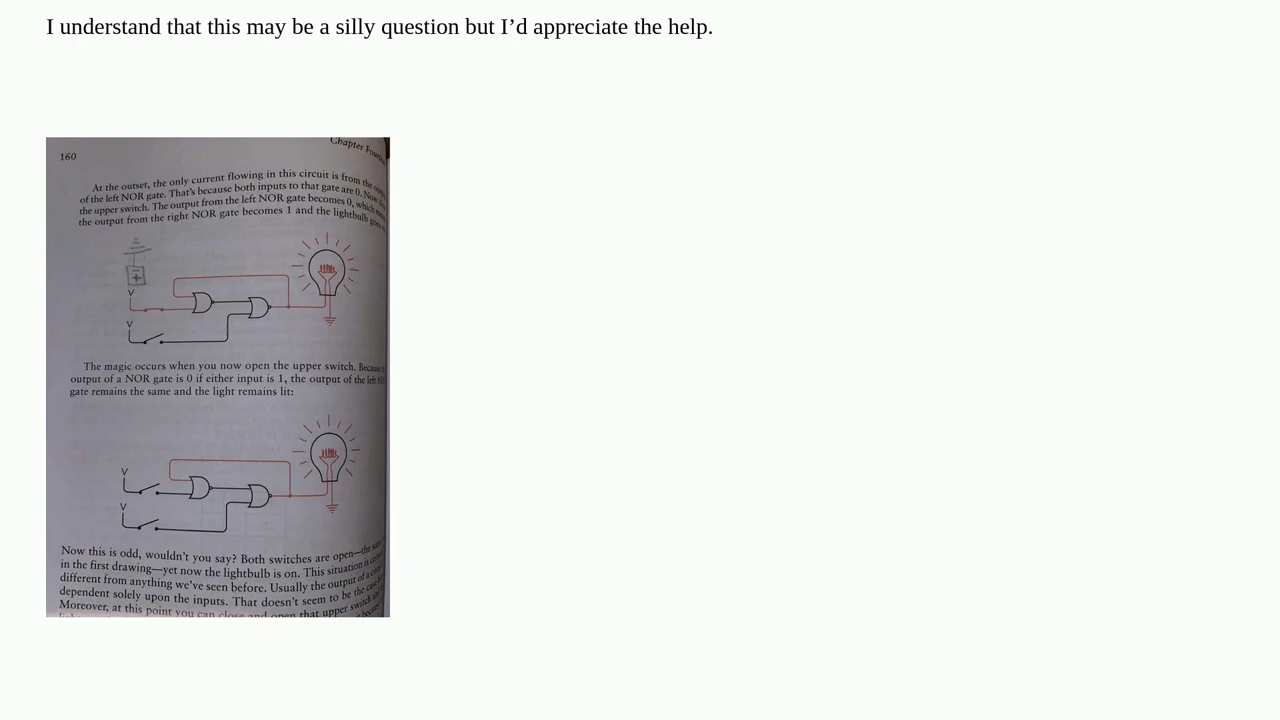 I understand that this may be a silly question but I’d appreciate the help.
160
Chapter
At the outset, the only current flowing in this circuit is from the
of the left NOR gate. That's because both inputs to that gate are 0. Now
the upper switch. The output from the left NOR gate becomes 0, which
the output from the right NOR gate becomes 1 and the lightbulb
V
V
The magic occurs when you now open the upper switch. Because
output of a NOR gate is 0 if either input is 1, the output of the left
gate remains the same and the light remains lit:
V
V
Now this is odd, wouldn't you say? Both switches are open—the
in the first drawing—yet now the lightbulb is on. This situation is
different from anything we've seen before. Usually the output of a
dependent solely upon the inputs. That doesn't seem to be the
Moreover, at this point you can close and open that upper switch